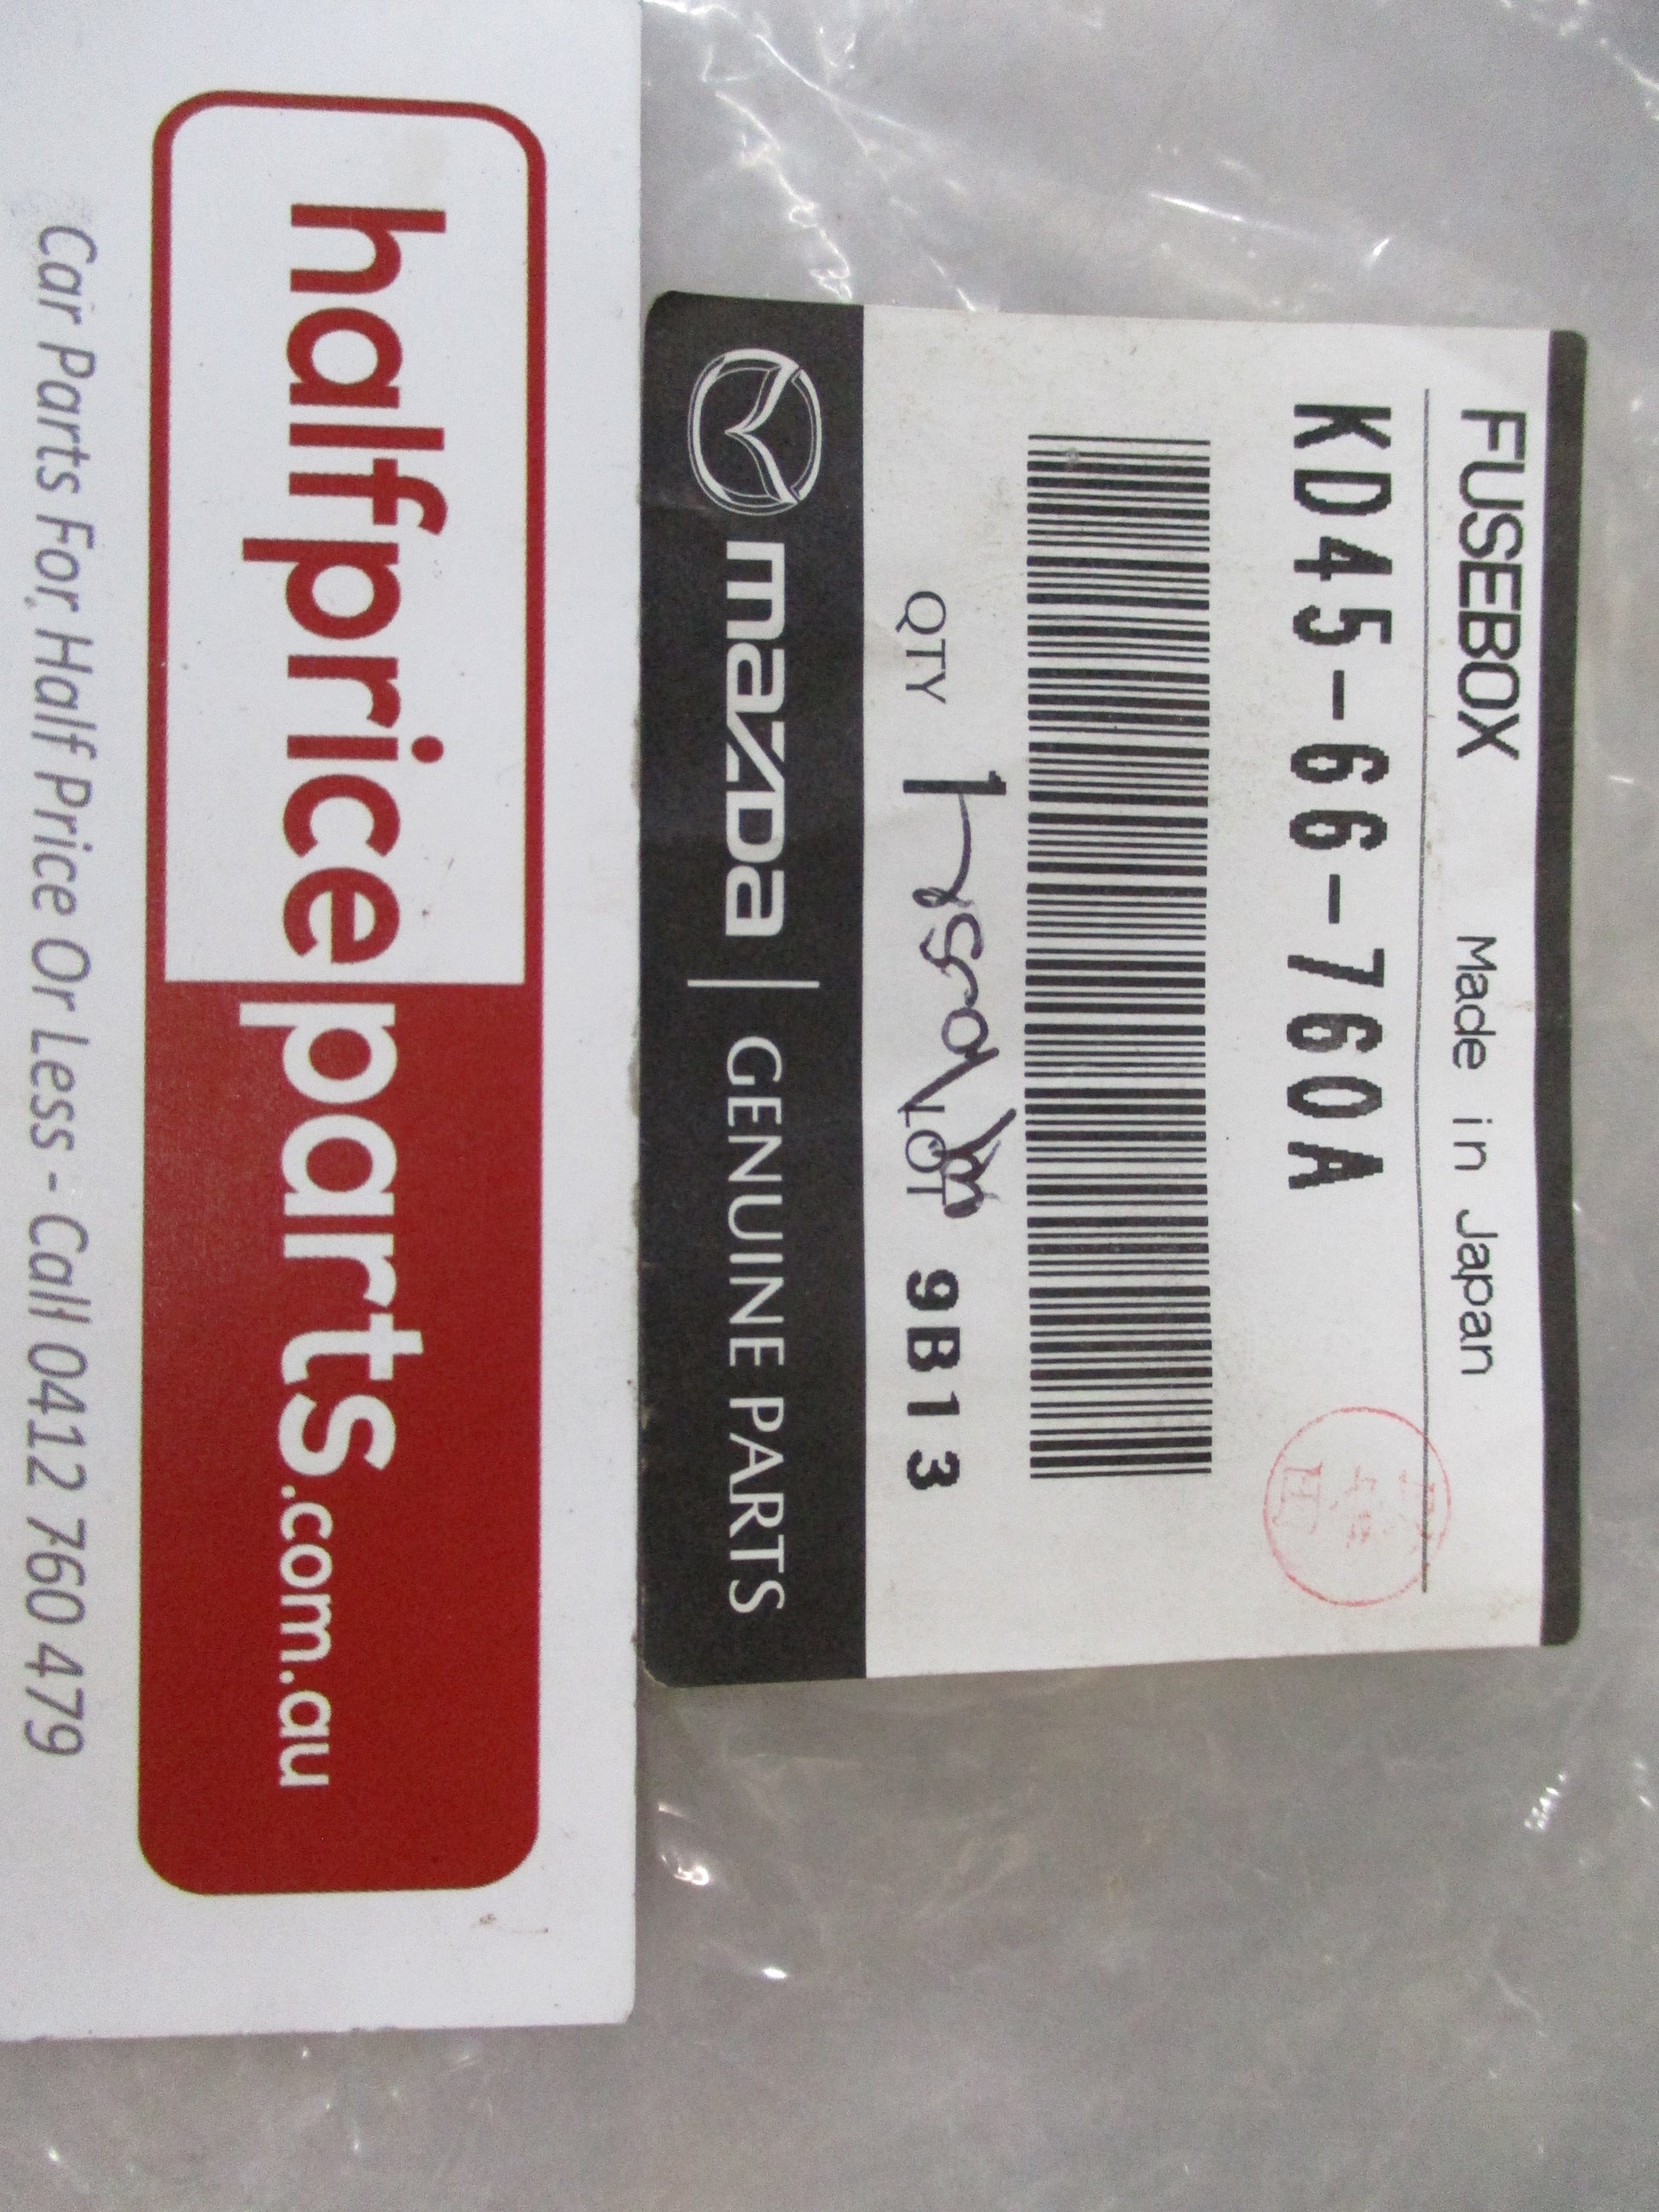 FUSEBOX Made in Japan
KD45-66-760A
QTY 1 LOT 9B13
mazda | GENUINE PARTS
halfpriceparts.com.au
Car Parts For Half Price Or Less - Call 0412 760 479